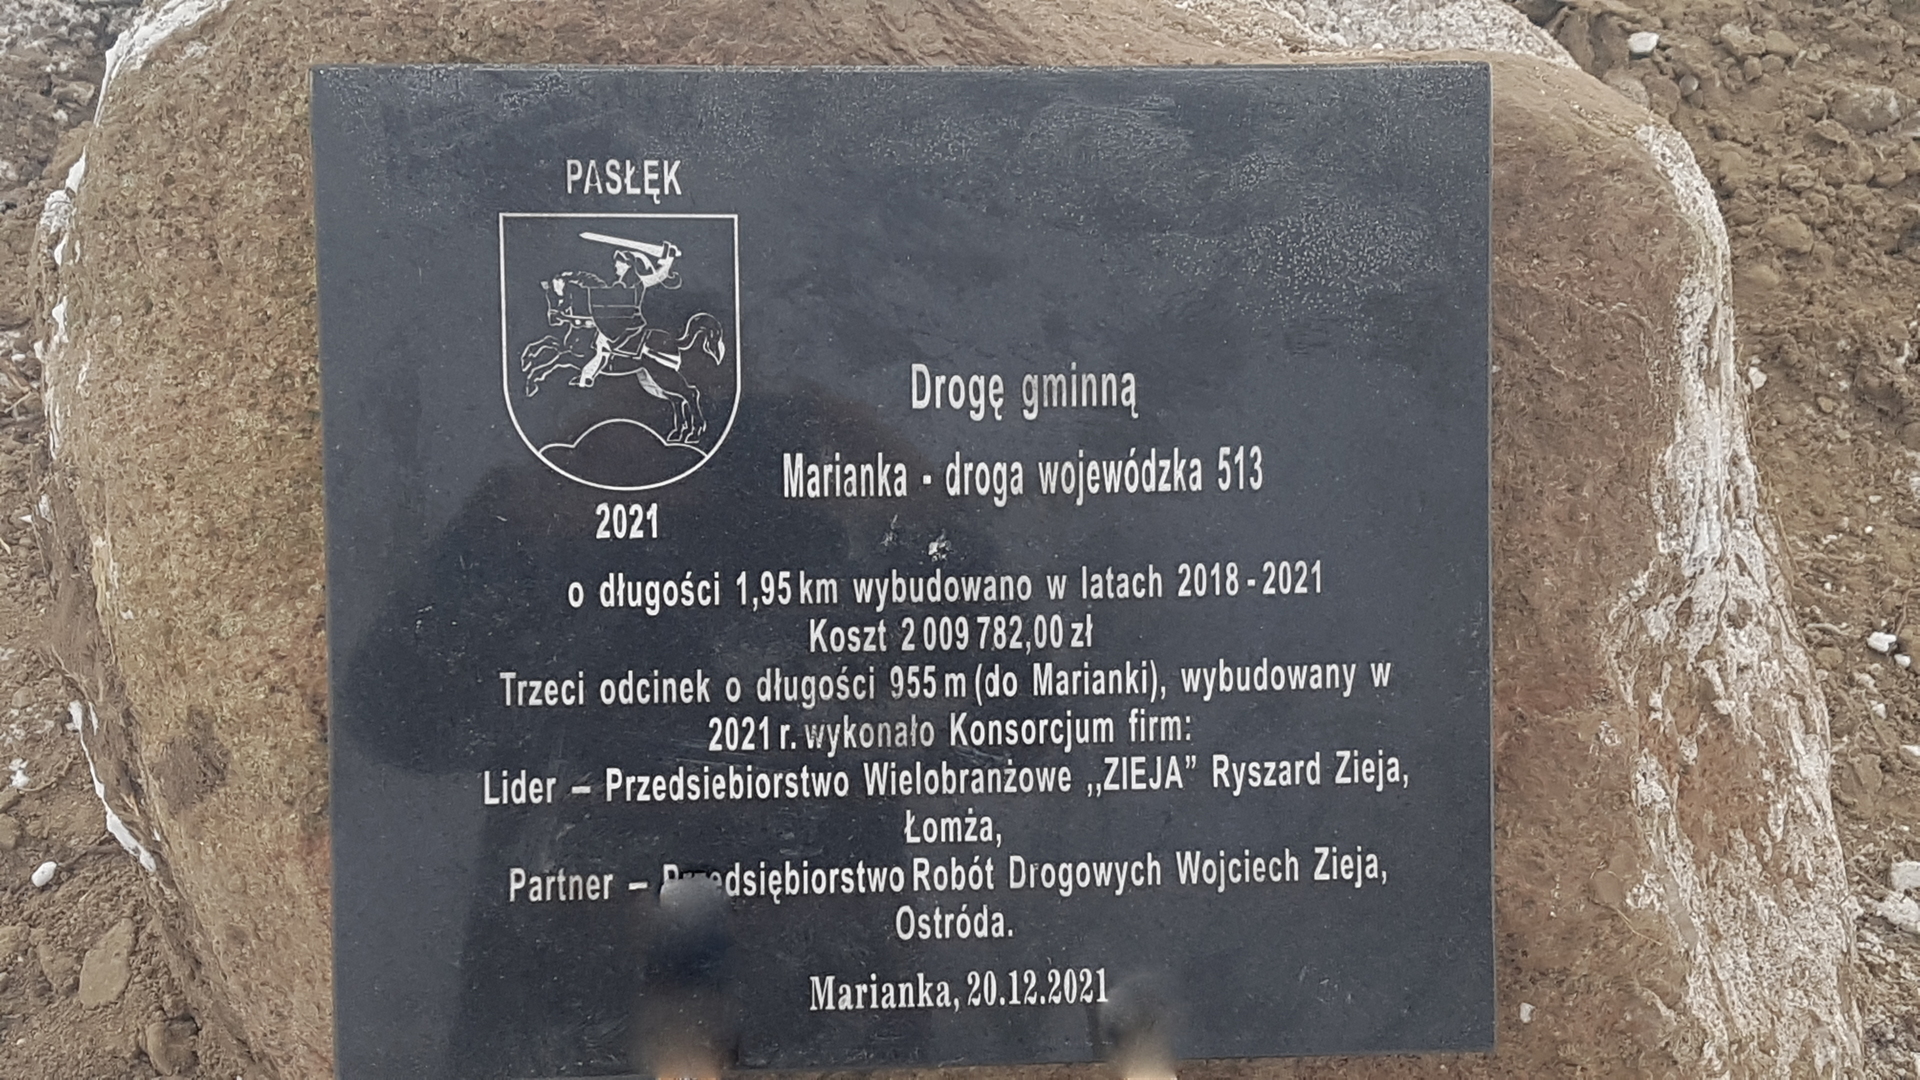 PASŁĘK
2021
Drogę gminną
Marianka - droga wojewódzka 513
o długości 1,95 km wybudowano w latach 2018 - 2021
Koszt 2 009 782,00 zł
Trzeci odcinek o długości 955 m (do Marianki), wybudowany w
2021 r. wykonało Konsorcjum firm:
Lider – Przedsiebiorstwo Wielobranżowe ,,ZIEJA” Ryszard Zieja,
Łomża,
Partner – Przedsiębiorstwo Robót Drogowych Wojciech Zieja,
Ostróda.
Marianka, 20.12.2021